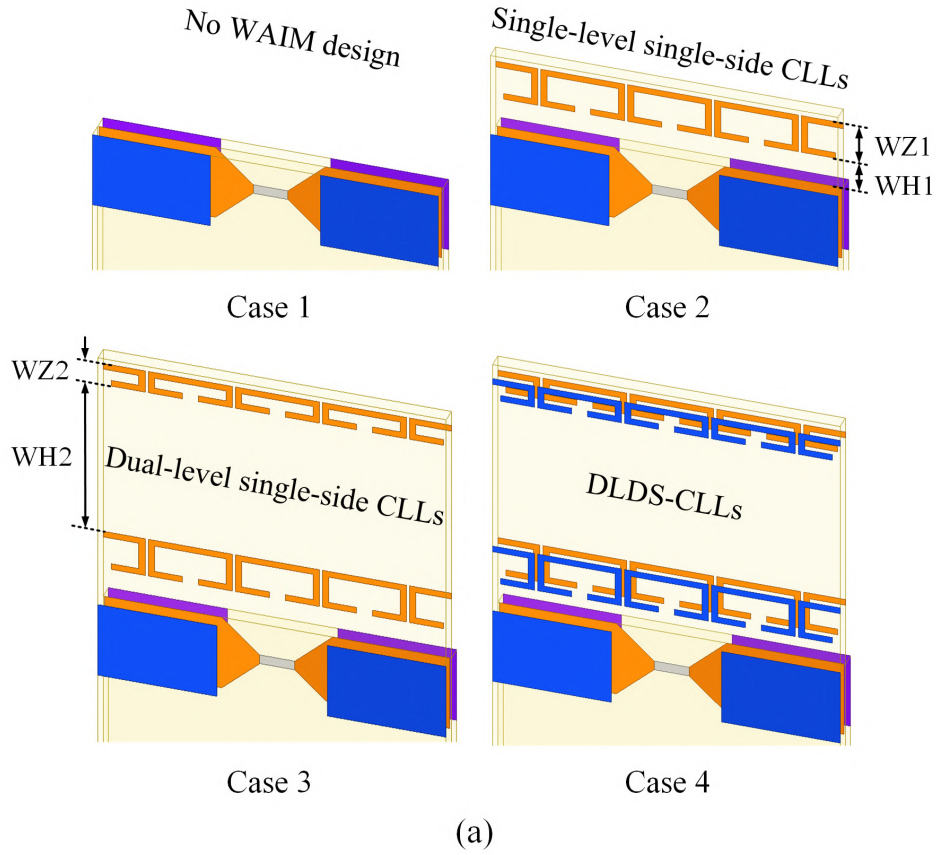 No WAIM design
Case 1
Single-level single-side CLLs
WZ1
WH1
Case 2
WZ2
WH2
Dual-level single-side CLLs
Case 3
DLDS-CLLs
Case 4
(a)